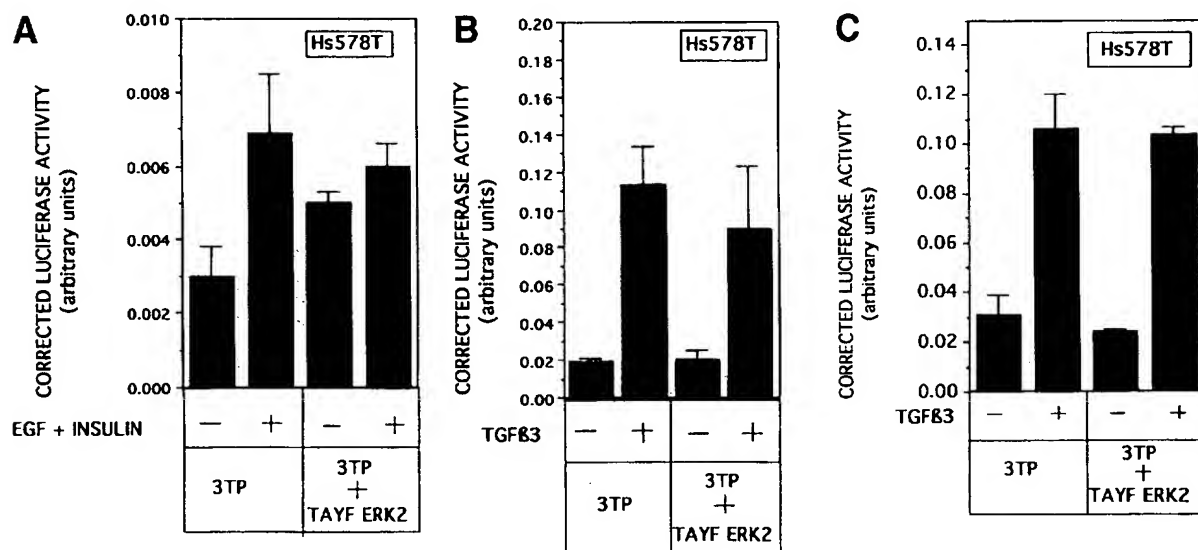 A
CORRECTED LUCIFERASE ACTIVITY
(arbitrary units)
0.010
0.008
0.006
0.004
0.002
0.000
Hs578T
EGF + INSULIN
− + − +
3TP
3TP
+
TAYF ERK2
B
CORRECTED LUCIFERASE ACTIVITY
(arbitrary units)
0.20
0.18
0.16
0.14
0.12
0.10
0.08
0.06
0.04
0.02
0.00
Hs578T
TGFß3
− + − +
3TP
3TP
+
TAYF ERK2
C
CORRECTED LUCIFERASE ACTIVITY
(arbitrary units)
0.14
0.12
0.10
0.08
0.06
0.04
0.02
0.00
Hs578T
TGFß3
− + − +
3TP
3TP
+
TAYF ERK2